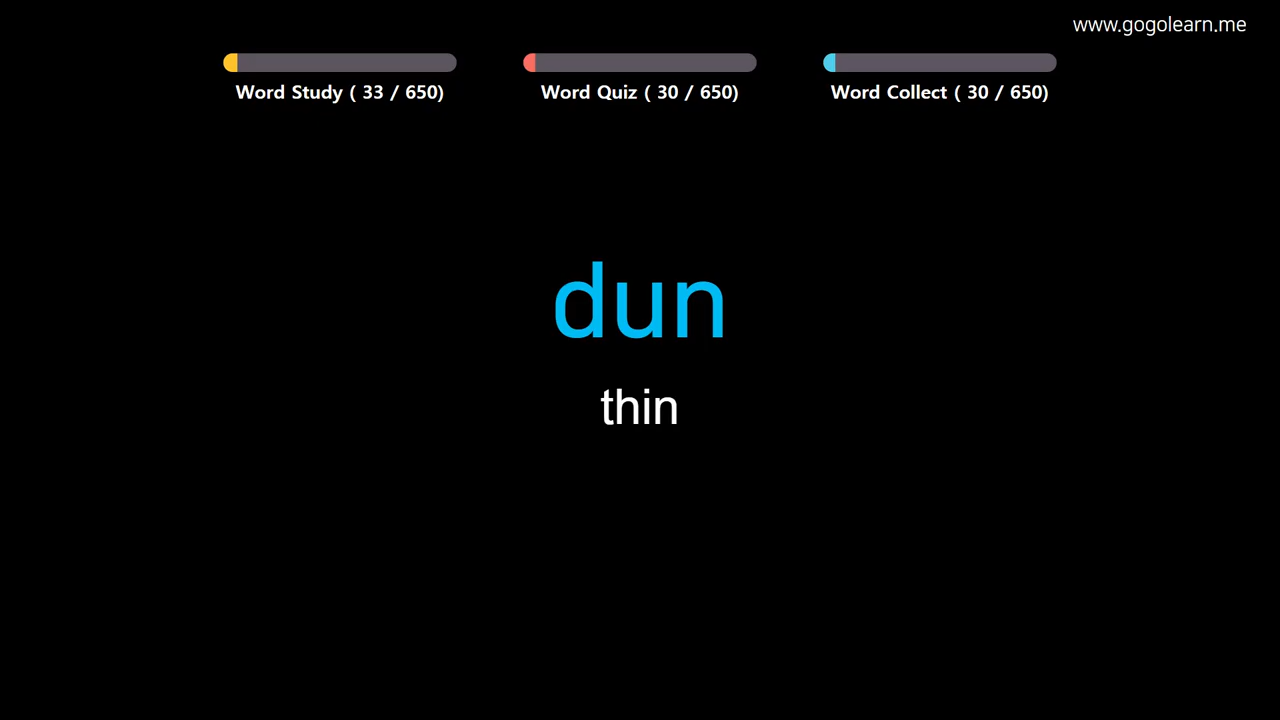 www.gogolearn.me
Word Study ( 33 / 650)
Word Quiz ( 30 / 650)
Word Collect ( 30 / 650)
dun
thin